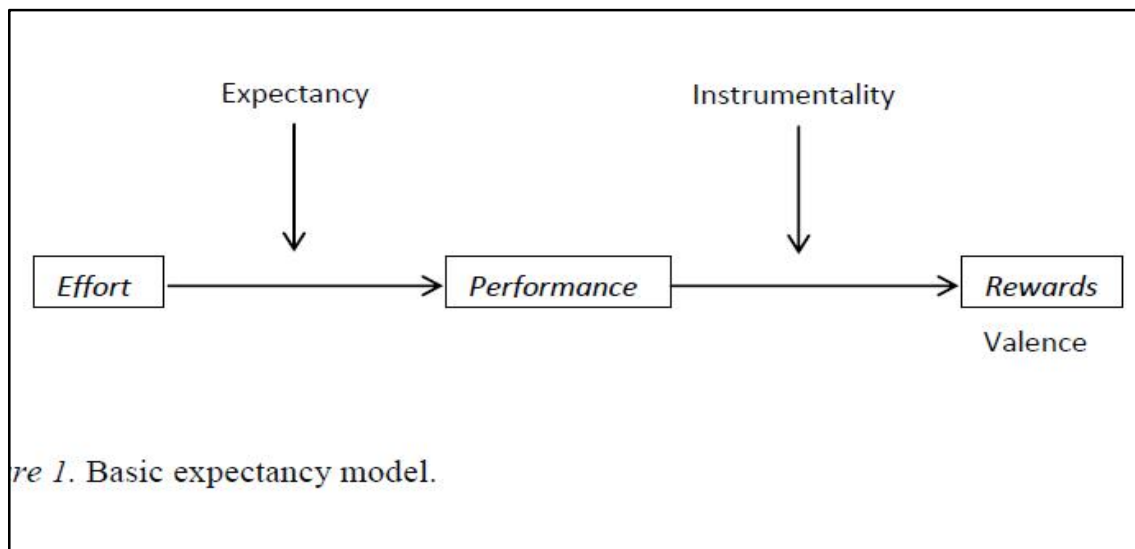 Expectancy Instrumentality
Effort Performance Rewards
Valence
re 1. Basic expectancy model.